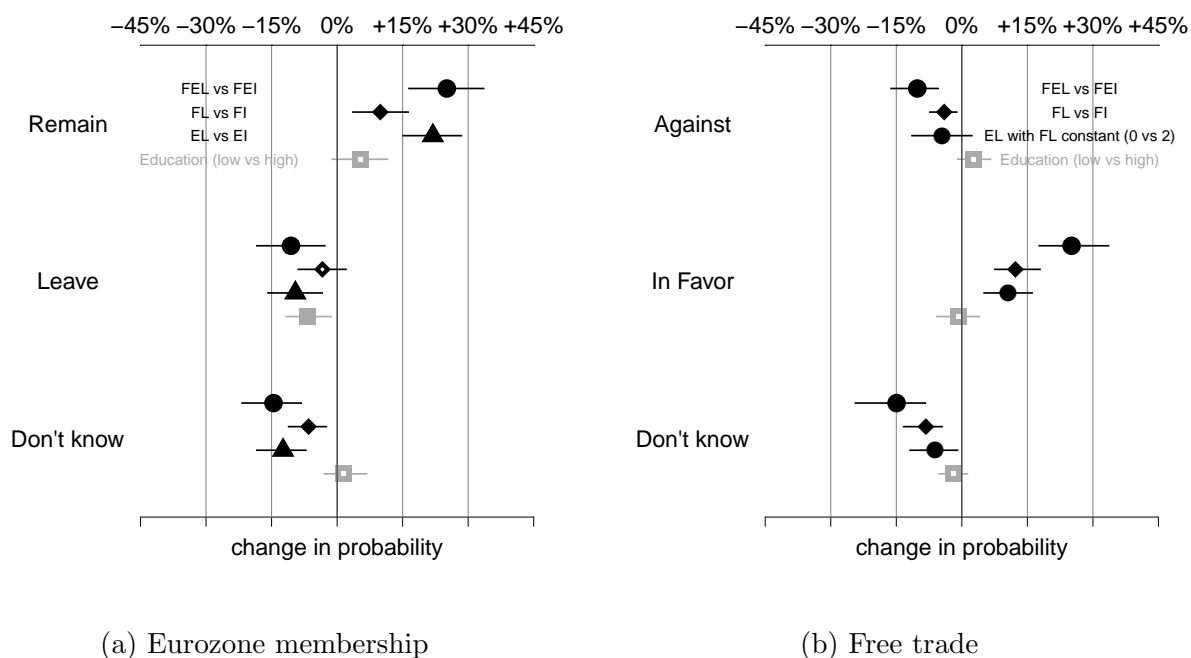 −45% −30% −15% 0% +15% +30% +45%
FEL vs FEI
FL vs FI
Remain
EL vs EI
Education (low vs high)
Leave
Don't know
change in probability
(a) Eurozone membership
−45% −30% −15% 0% +15% +30% +45%
FEL vs FEI
FL vs FI
Against
EL with FL constant (0 vs 2)
Education (low vs high)
In Favor
Don't know
change in probability
(b) Free trade